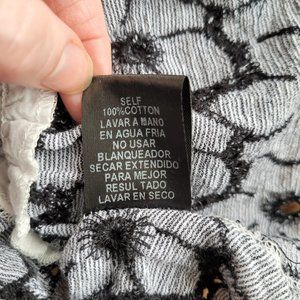 SELF
100%COTTON
LAVAR A MANO
EN AGUA FRIA
NO USAR
BLANQUEADOR
SECAR EXTENDIDO
PARA MEJOR
RESUL TADO
LAVAR EN SECO